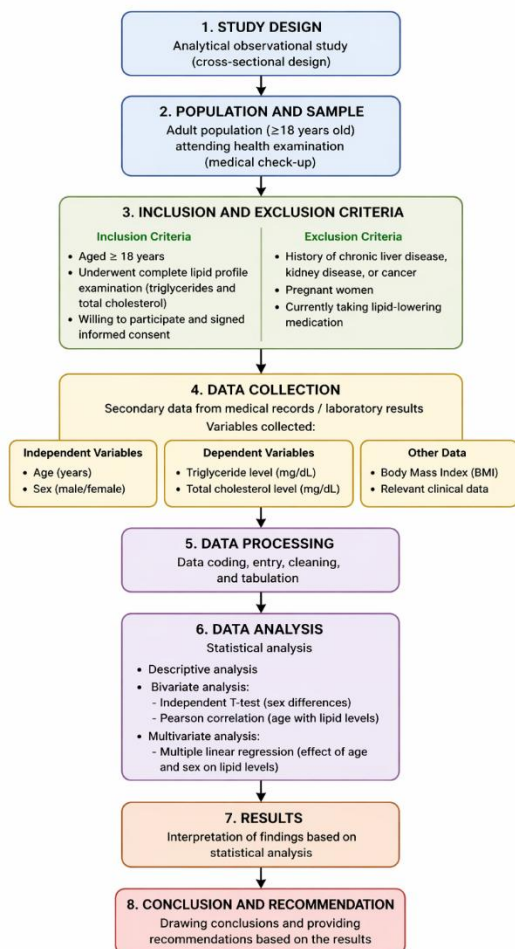 1. STUDY DESIGN
Analytical observational study
(cross-sectional design)
2. POPULATION AND SAMPLE
Adult population (≥18 years old)
attending health examination
(medical check-up)
3. INCLUSION AND EXCLUSION CRITERIA
Inclusion Criteria
• Aged ≥ 18 years
• Underwent complete lipid profile
examination (triglycerides and
total cholesterol)
• Willing to participate and signed
informed consent
Exclusion Criteria
• History of chronic liver disease,
kidney disease, or cancer
• Pregnant women
• Currently taking lipid-lowering
medication
4. DATA COLLECTION
Secondary data from medical records / laboratory results
Variables collected:
Independent Variables
• Age (years)
• Sex (male/female)
Dependent Variables
• Triglyceride level (mg/dL)
• Total cholesterol level (mg/dL)
Other Data
• Body Mass Index (BMI)
• Relevant clinical data
5. DATA PROCESSING
Data coding, entry, cleaning,
and tabulation
6. DATA ANALYSIS
Statistical analysis
• Descriptive analysis
• Bivariate analysis:
- Independent T-test (sex differences)
- Pearson correlation (age with lipid levels)
• Multivariate analysis:
- Multiple linear regression (effect of age
and sex on lipid levels)
7. RESULTS
Interpretation of findings based on
statistical analysis
8. CONCLUSION AND RECOMMENDATION
Drawing conclusions and providing
recommendations based on the results